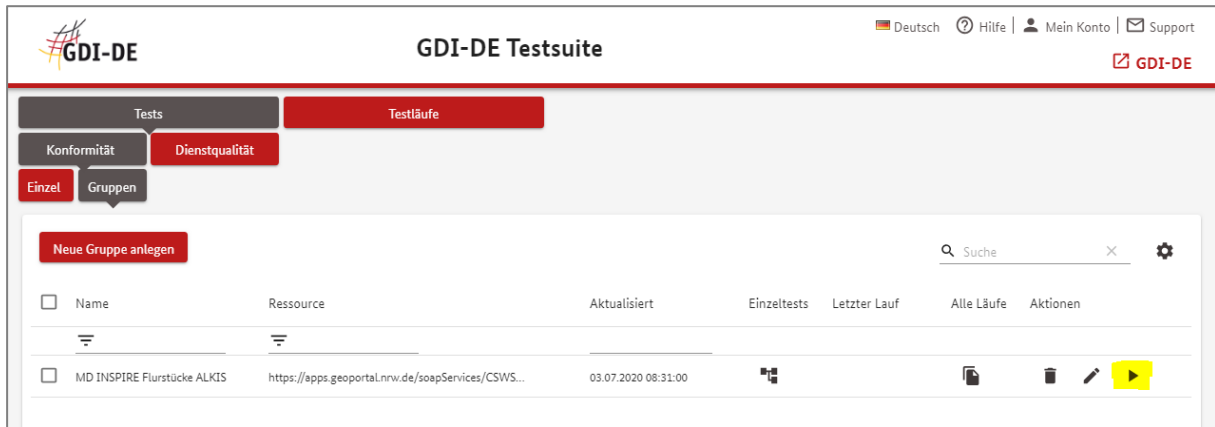 GDI-DE
GDI-DE Testsuite
Deutsch Hilfe Mein Konto Support
GDI-DE
Tests Testläufe
Konformität Dienstqualität
Einzel Gruppen
Neue Gruppe anlegen
Suche
Name Ressource Aktualisiert Einzeltests Letzter Lauf Alle Läufe Aktionen
MD INSPIRE Flurstücke ALKIS https://apps.geoportal.nrw.de/soapServices/CSWS... 03.07.2020 08:31:00